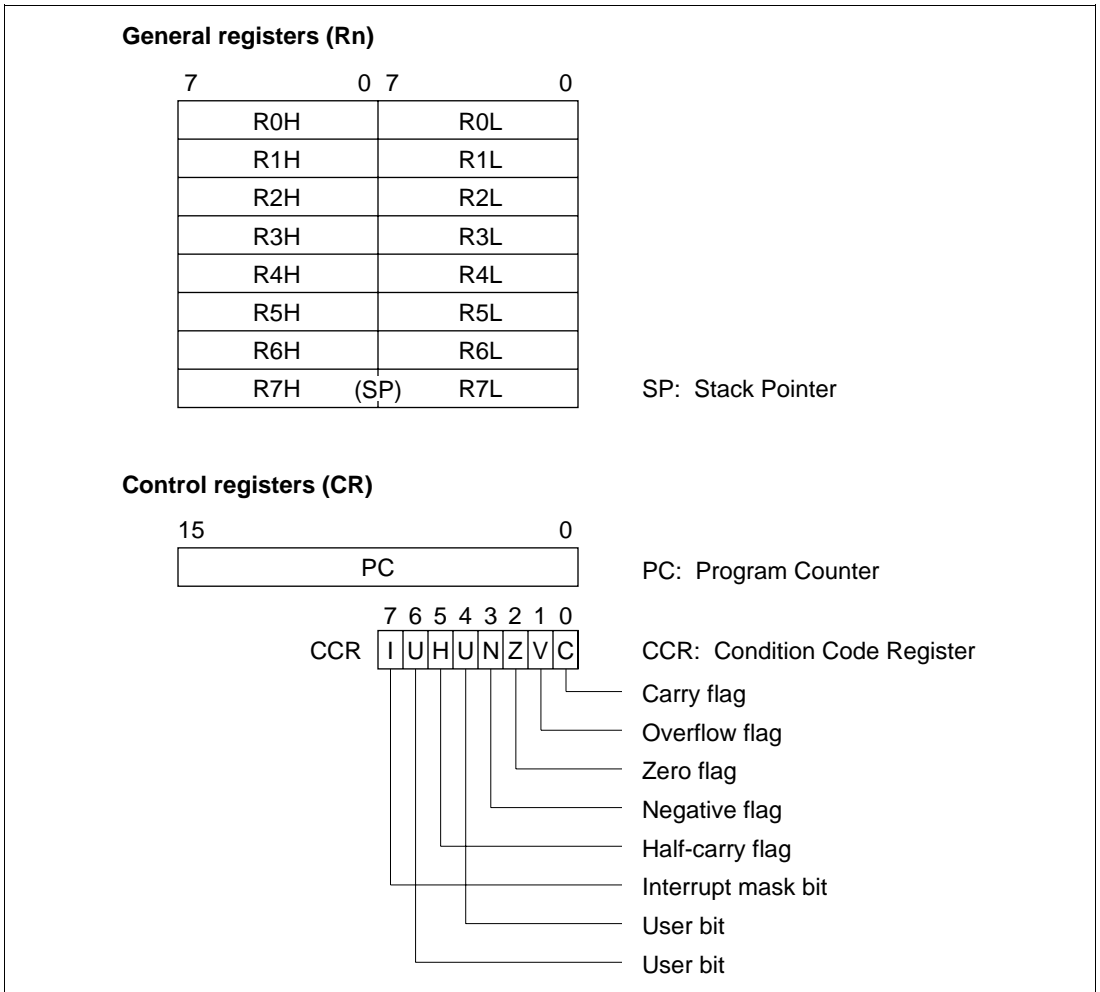 General registers (Rn)
7 0 7 0
R0H R0L
R1H R1L
R2H R2L
R3H R3L
R4H R4L
R5H R5L
R6H R6L
R7H (SP) R7L SP: Stack Pointer
Control registers (CR)
15 0
PC PC: Program Counter
7 6 5 4 3 2 1 0
CCR I U H U N Z V C CCR: Condition Code Register
Carry flag
Overflow flag
Zero flag
Negative flag
Half-carry flag
Interrupt mask bit
User bit
User bit